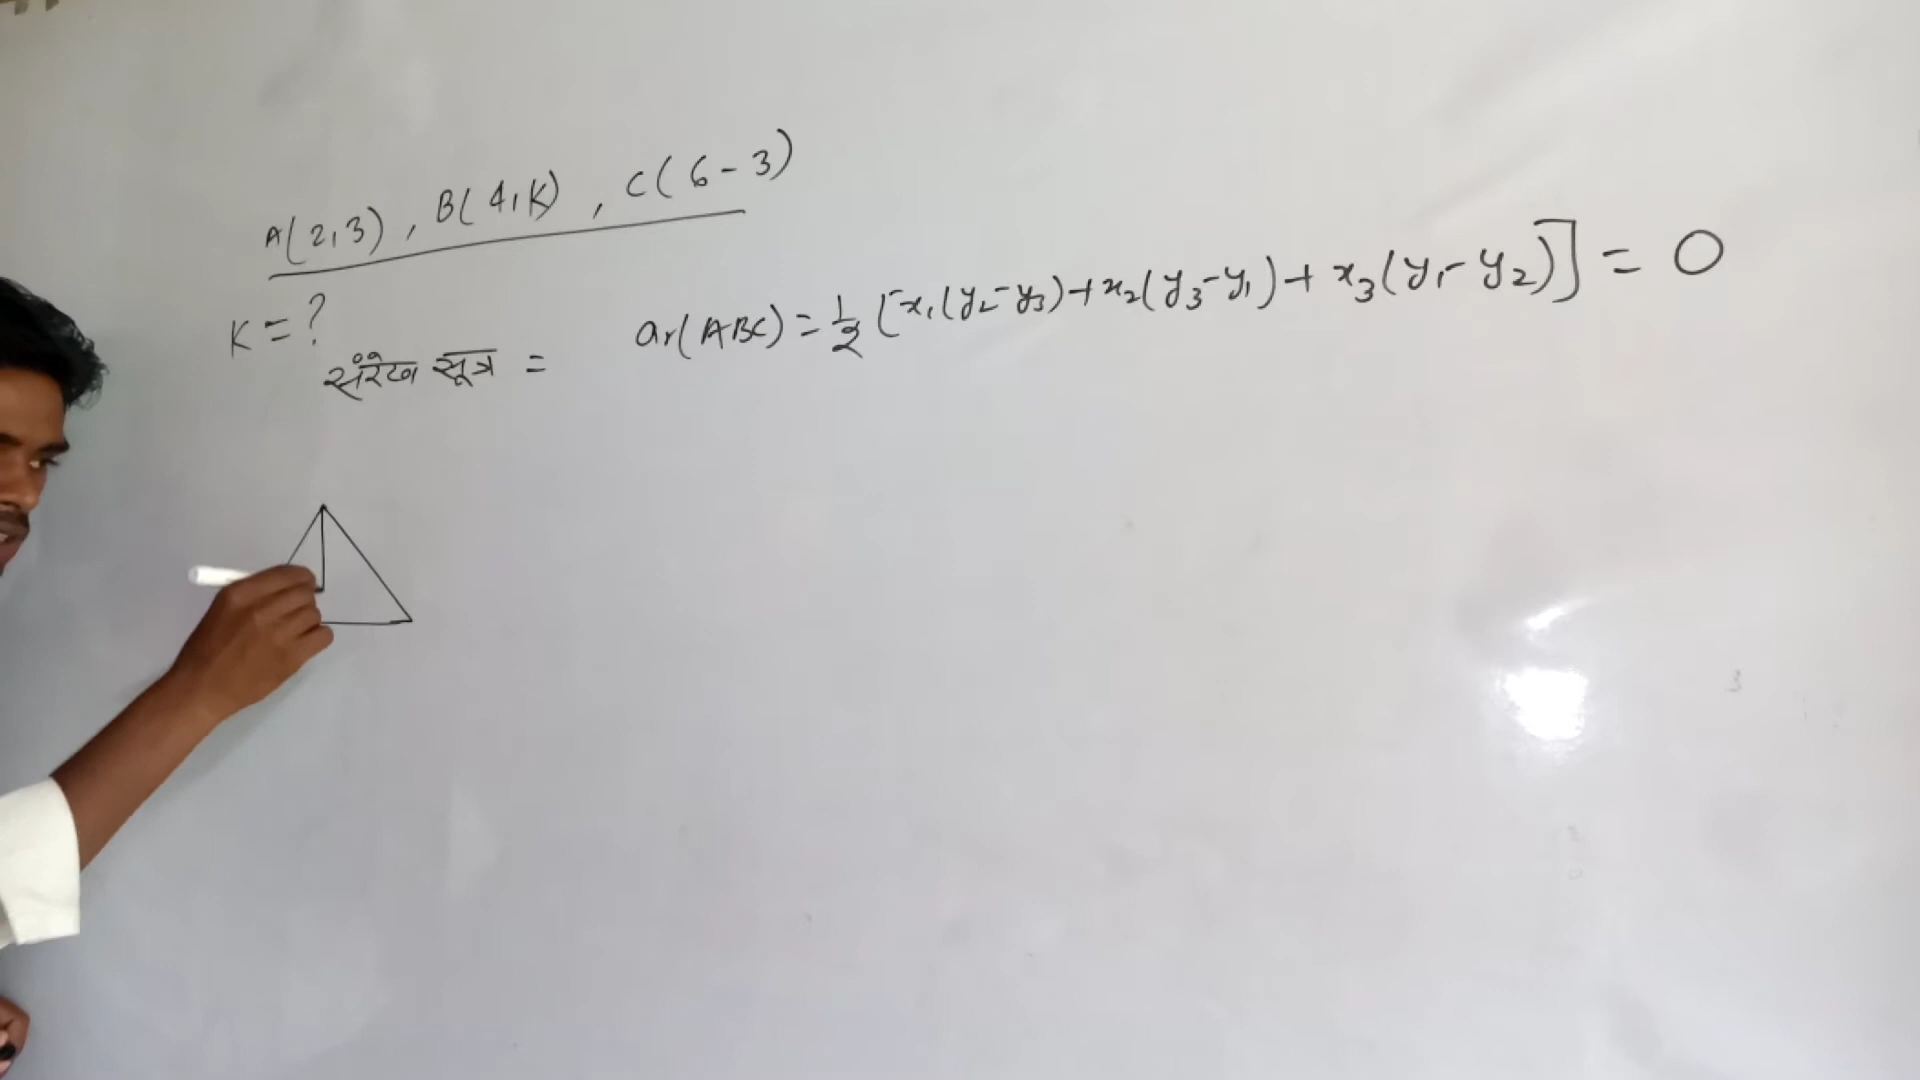 A(2,3), B(4,K), C(6-3)
K=?
ar(ABC) = 1/2 [x₁(y₂-y₃)+x₂(y₃-y₁)+x₃(y₁-y₂)] = 0
संरेख सूत्र =
3